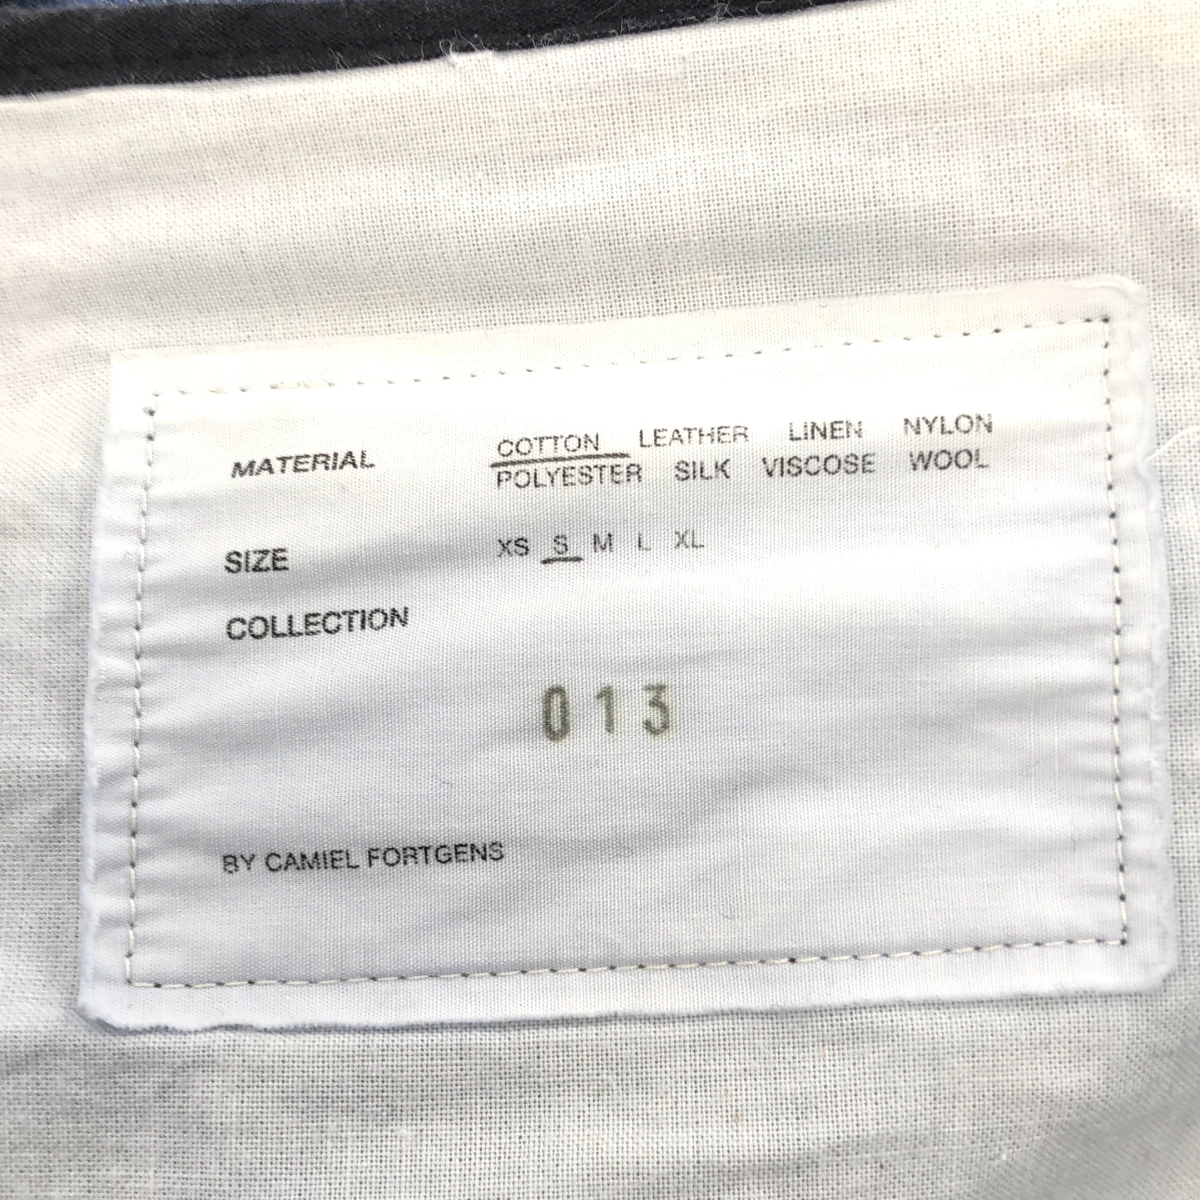 MATERIAL COTTON LEATHER LINEN NYLON
POLYESTER SILK VISCOSE WOOL
SIZE XS S M L XL
COLLECTION
013
BY CAMIEL FORTGENS